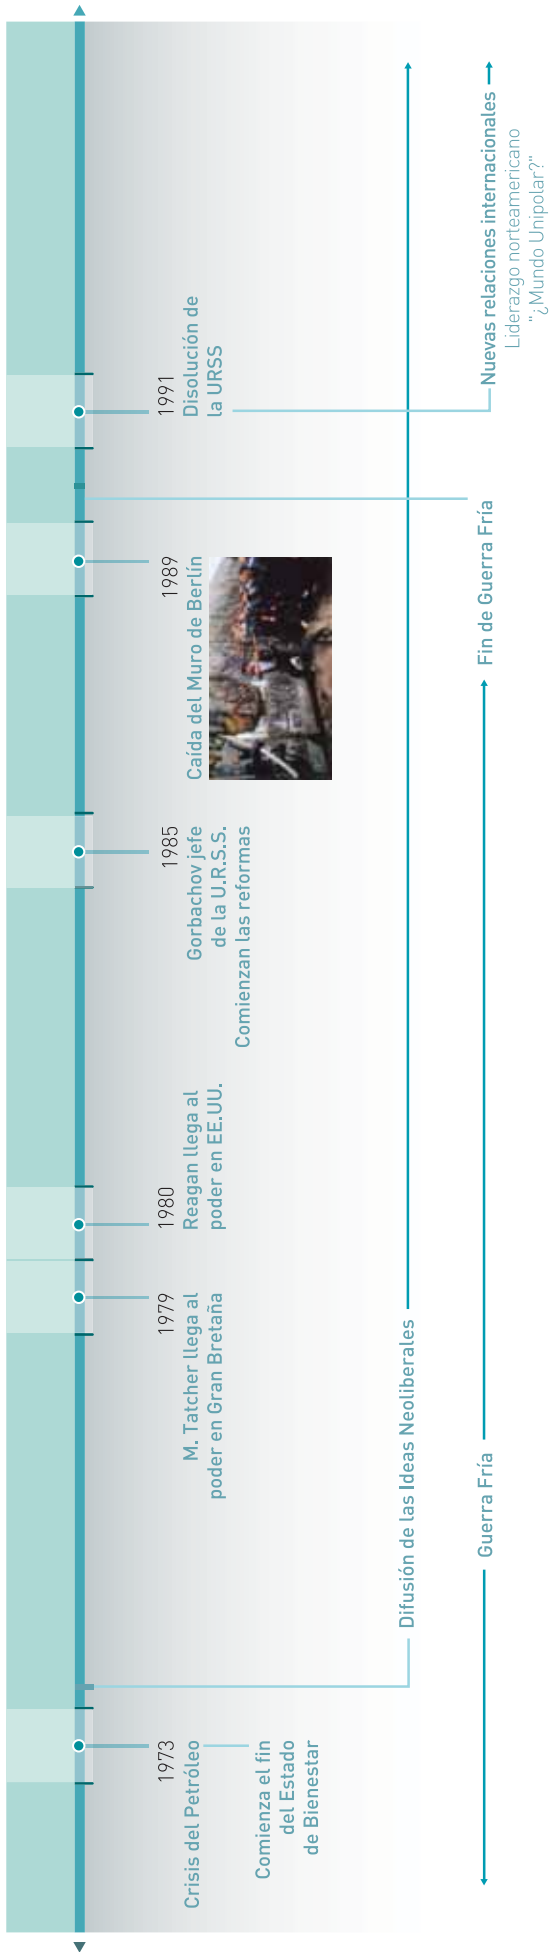 1973
Crisis del Petróleo
Comienza el fin
del Estado
de Bienestar
1979
M. Tatcher llega al
poder en Gran Bretaña
1980
Reagan llega al
poder en EE.UU.
1985
Gorbachov jefe
de la U.R.S.S.
Comienzan las reformas
1989
Caída del Muro de Berlín
1991
Disolución de
la URSS
Difusión de las Ideas Neoliberales
Guerra Fría
Fin de Guerra Fría
Nuevas relaciones internacionales
Liderazgo norteamericano
"¿Mundo Unipolar?"